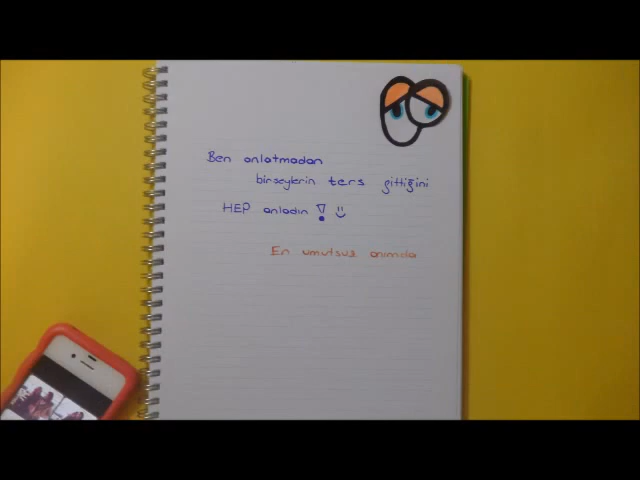 Ben anlatmadan
birşeylerin ters gittiğini
HEP anladın !
En umutsuz anımda